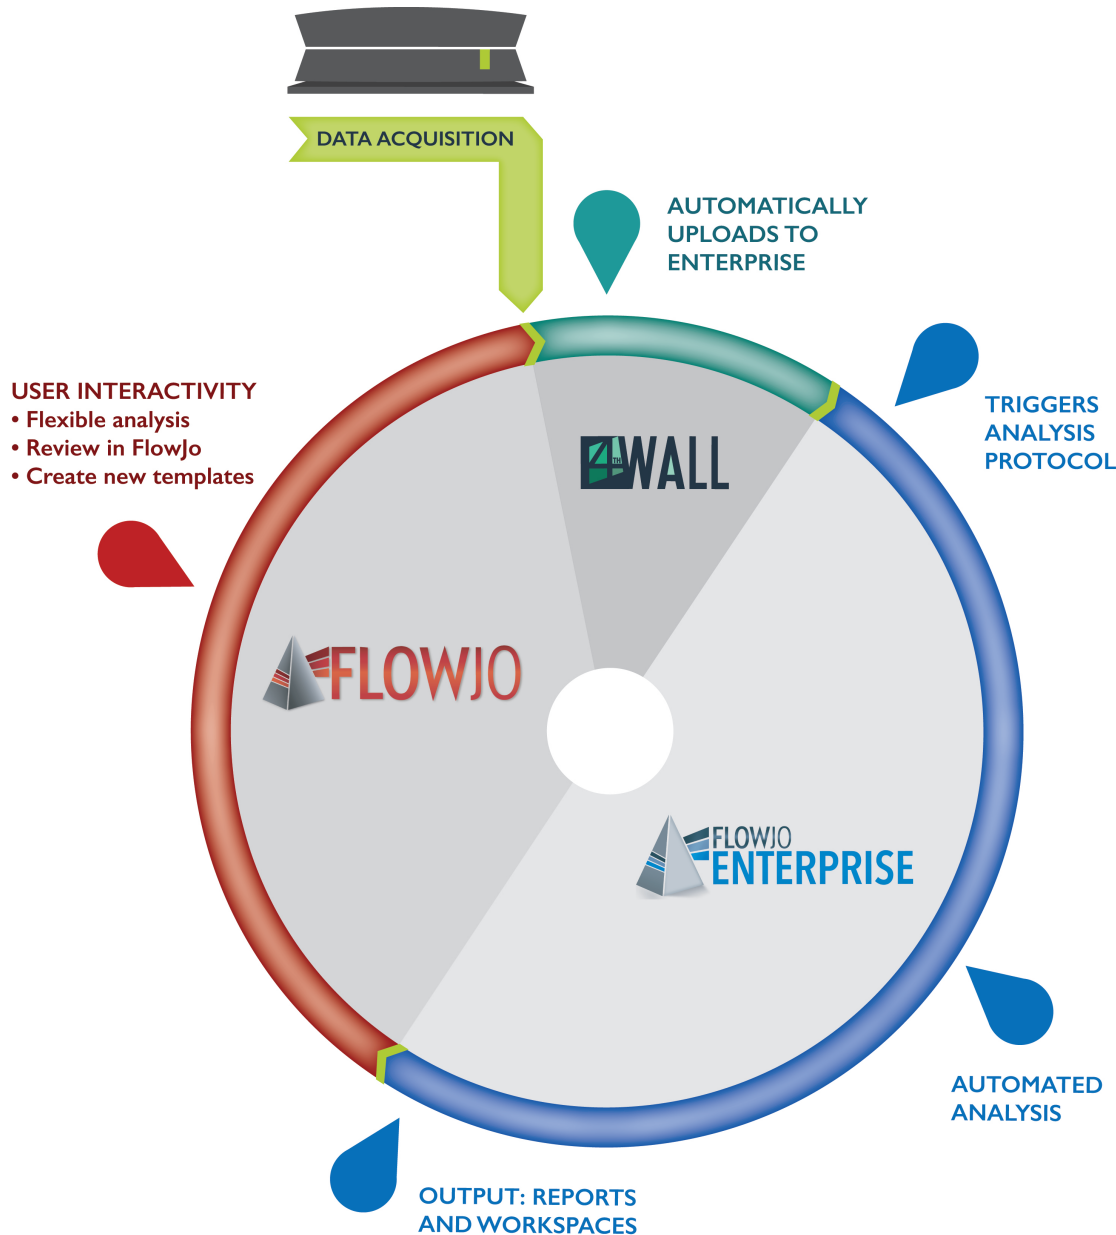 DATA ACQUISITION
AUTOMATICALLY
UPLOADS TO
ENTERPRISE
TRIGGERS
ANALYSIS
PROTOCOL
USER INTERACTIVITY
• Flexible analysis
• Review in FlowJo
• Create new templates
4TH WALL
FLOWJO
FLOWJO
ENTERPRISE
AUTOMATED
ANALYSIS
OUTPUT: REPORTS
AND WORKSPACES